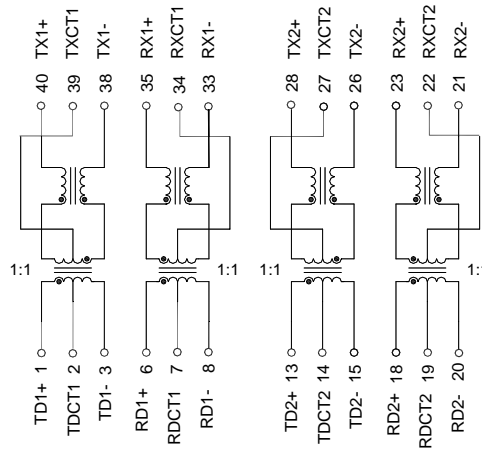 TX1+ TXCT1 TX1- RX1+ RXCT1 RX1- TX2+ TXCT2 TX2- RX2+ RXCT2 RX2-
40 39 38 35 34 33 28 27 26 23 22 21
1:1 1:1 1:1 1:1
1 2 3 6 7 8 13 14 15 18 19 20
TD1+ TDCT1 TD1- RD1+ RDCT1 RD1- TD2+ TDCT2 TD2- RD2+ RDCT2 RD2-